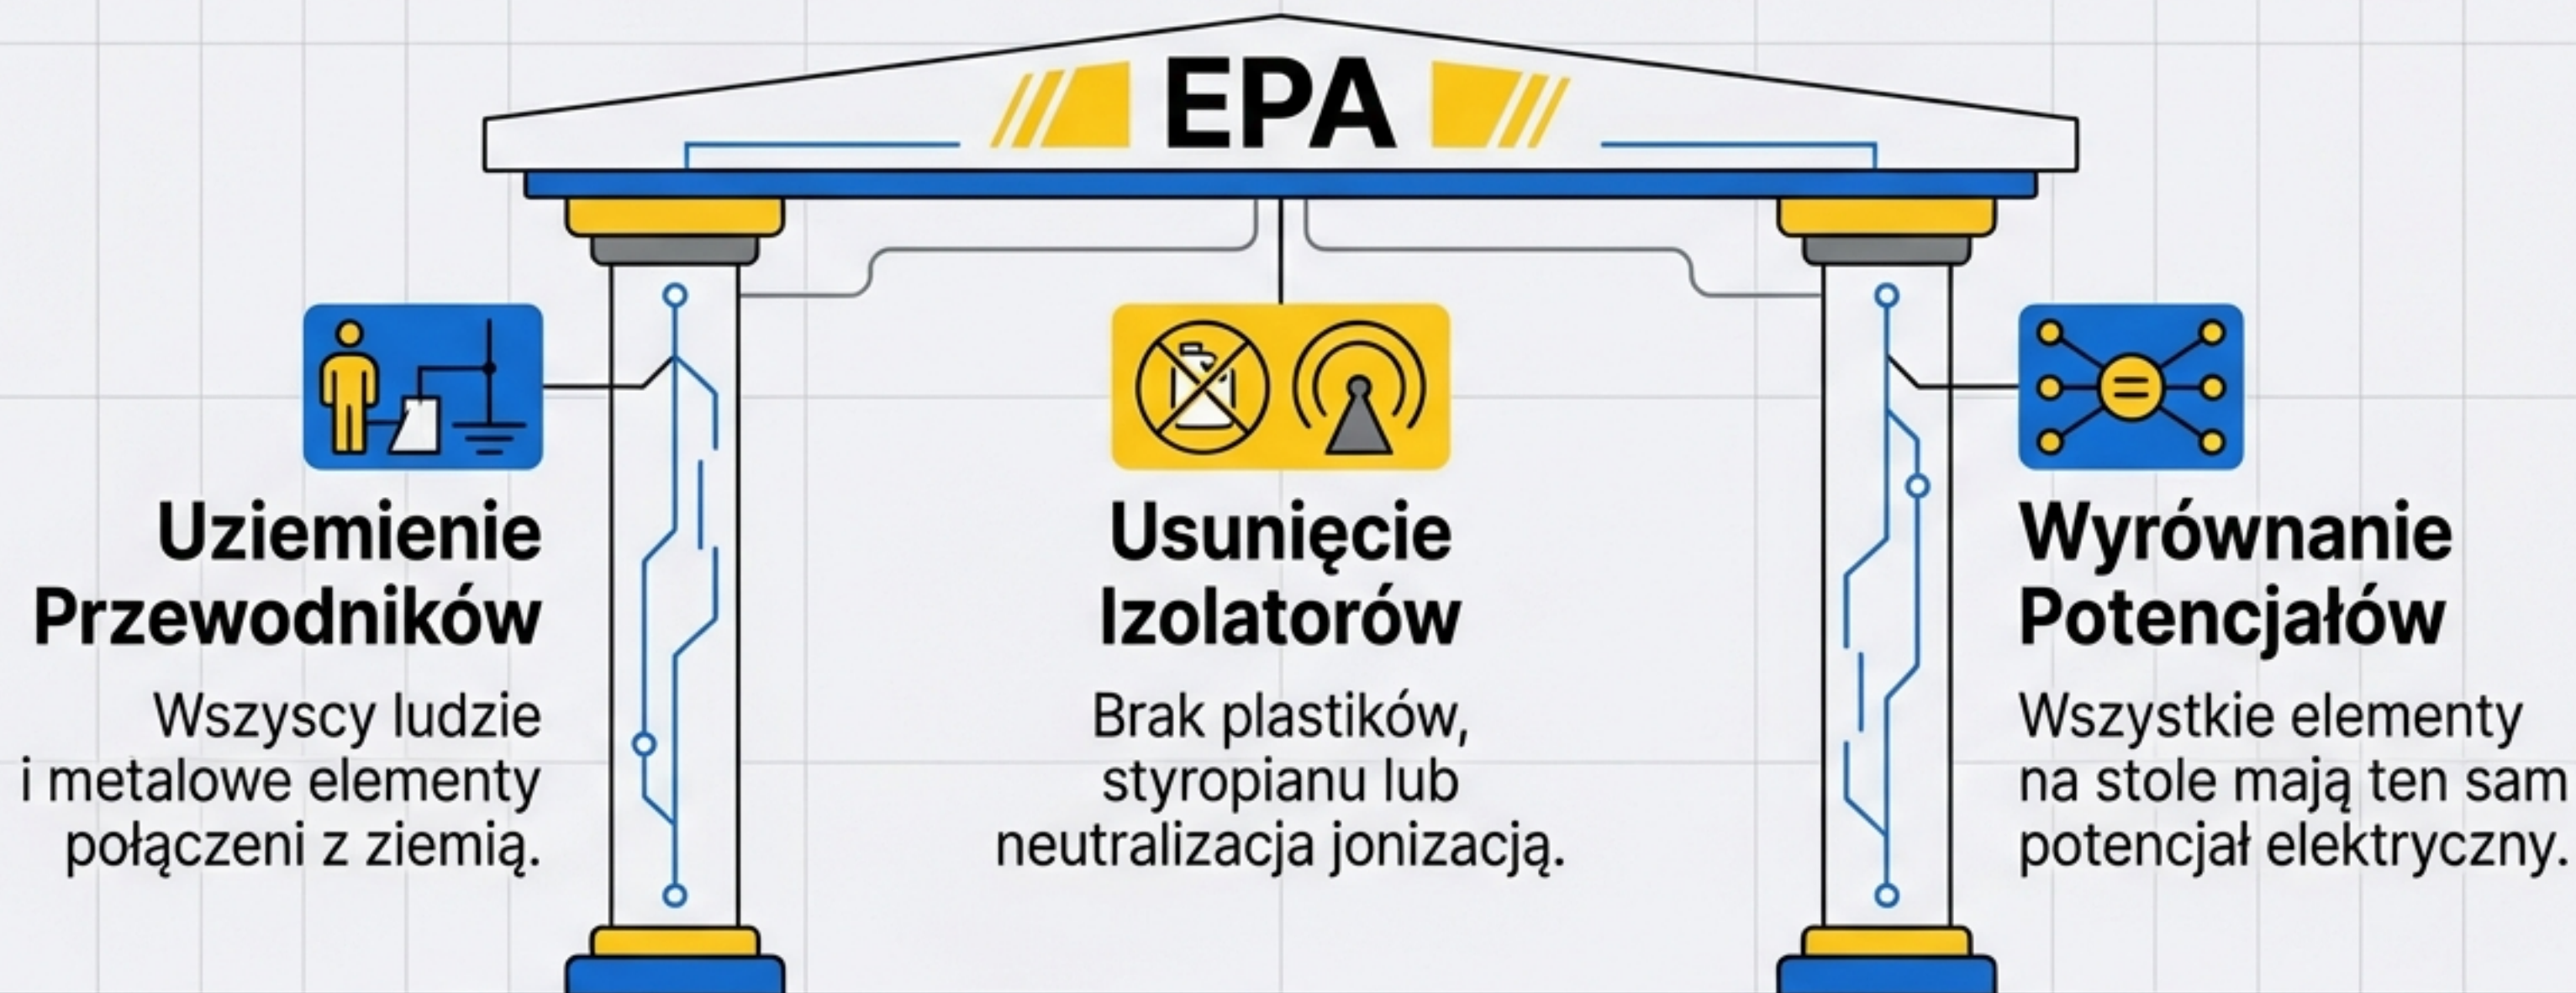 EPA
Uziemienie
Przewodników
Wszyscy ludzie
i metalowe elementy
połączeni z ziemią.
Usunięcie
Izolatorów
Brak plastików,
styropianu lub
neutralizacja jonizacją.
Wyrównanie
Potencjałów
Wszystkie elementy
na stole mają ten sam
potencjał elektryczny.